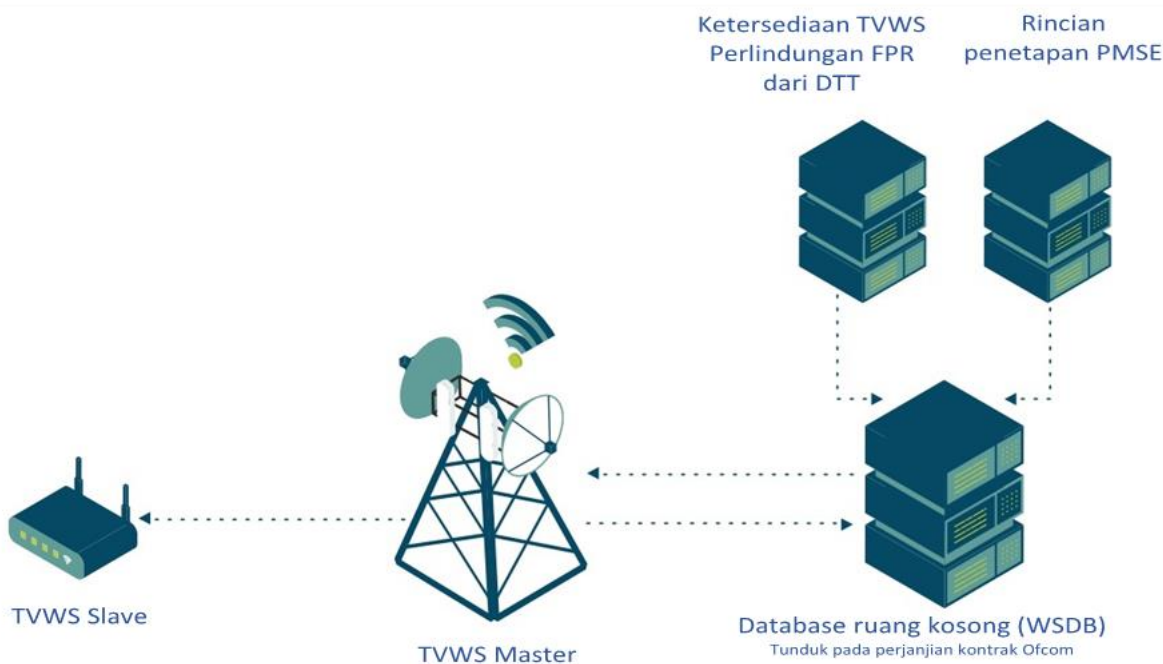 Ketersediaan TVWS
Perlindungan FPR
dari DTT
Rincian
penetapan PMSE
TVWS Slave
TVWS Master
Database ruang kosong (WSDB)
Tunduk pada perjanjian kontrak Ofcom